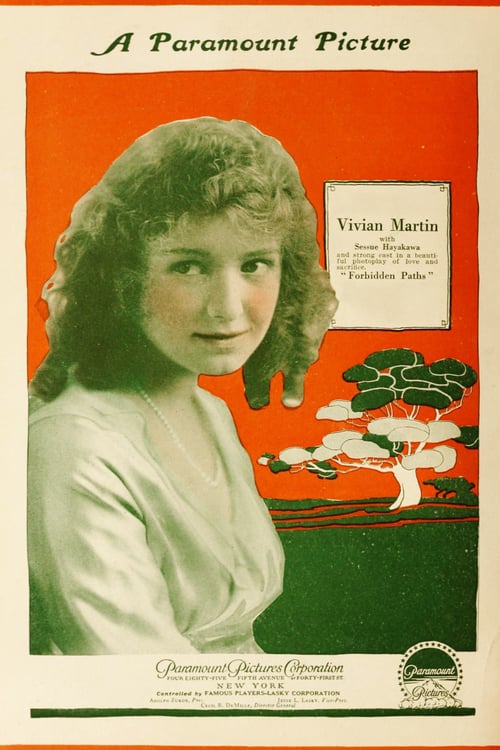 A Paramount Picture
Vivian Martin
with
Sessue Hayakawa
and strong cast in a beauti-
ful photoplay of love and
sacrifice.
"Forbidden Paths"
Paramount Pictures Corporation
FOUR EIGHTY-FIVE FIFTH AVENUE at FORTY-FIRST ST.
NEW YORK
Controlled by FAMOUS PLAYERS-LASKY CORPORATION
ADOLPH ZUKOR, Pres. JESSE L. LASKY, Vice-Pres.
CECIL B. DeMILLE, Director General
Paramount
Pictures